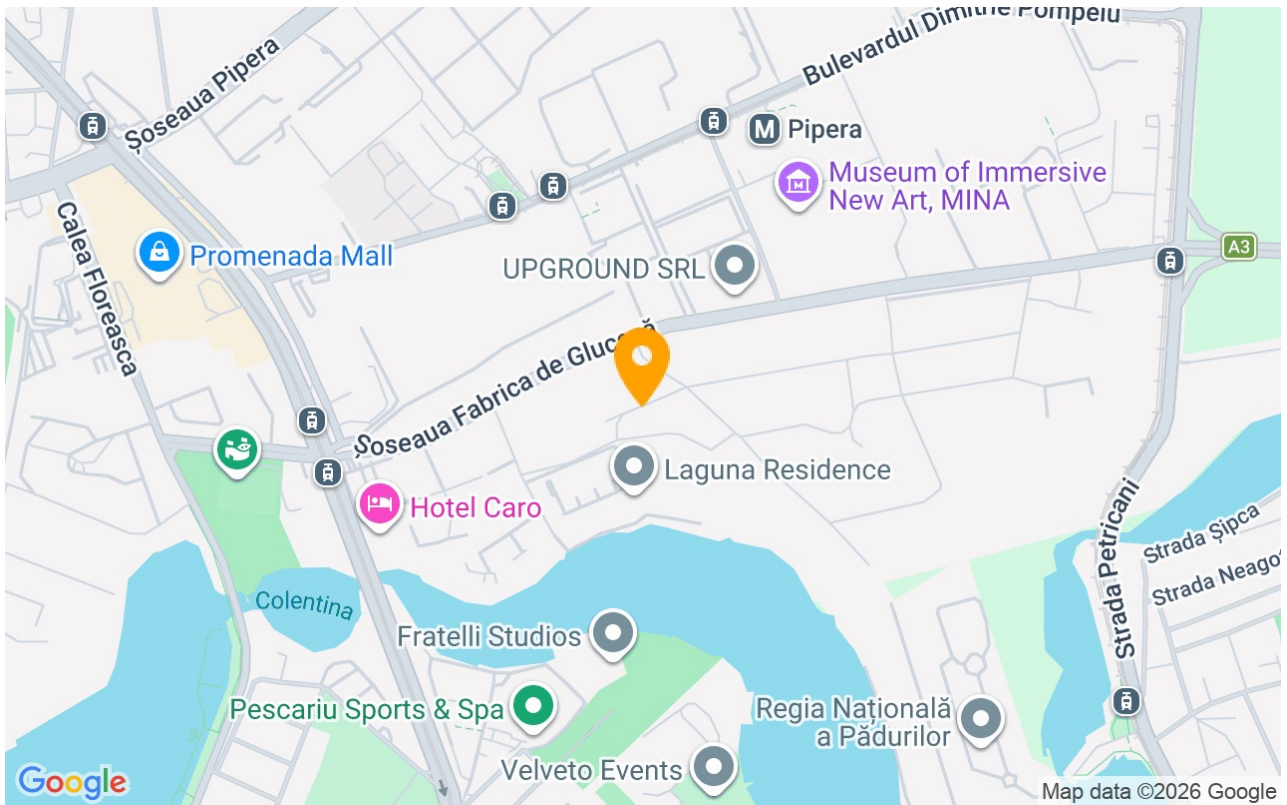 Bulevardul Dimitrie Pompeiu
Șoseaua Pipera
M Pipera
Museum of Immersive
New Art, MINA
Calea Floreasca
Promenada Mall
UPGROUND SRL
A3
Șoseaua Fabrica de Glucoză
Laguna Residence
Hotel Caro
Strada Petricani
Strada Șipca
Colentina
Fratelli Studios
Pescariu Sports & Spa
Regia Națională
a Pădurilor
Velveto Events
Google
Map data ©2026 Google